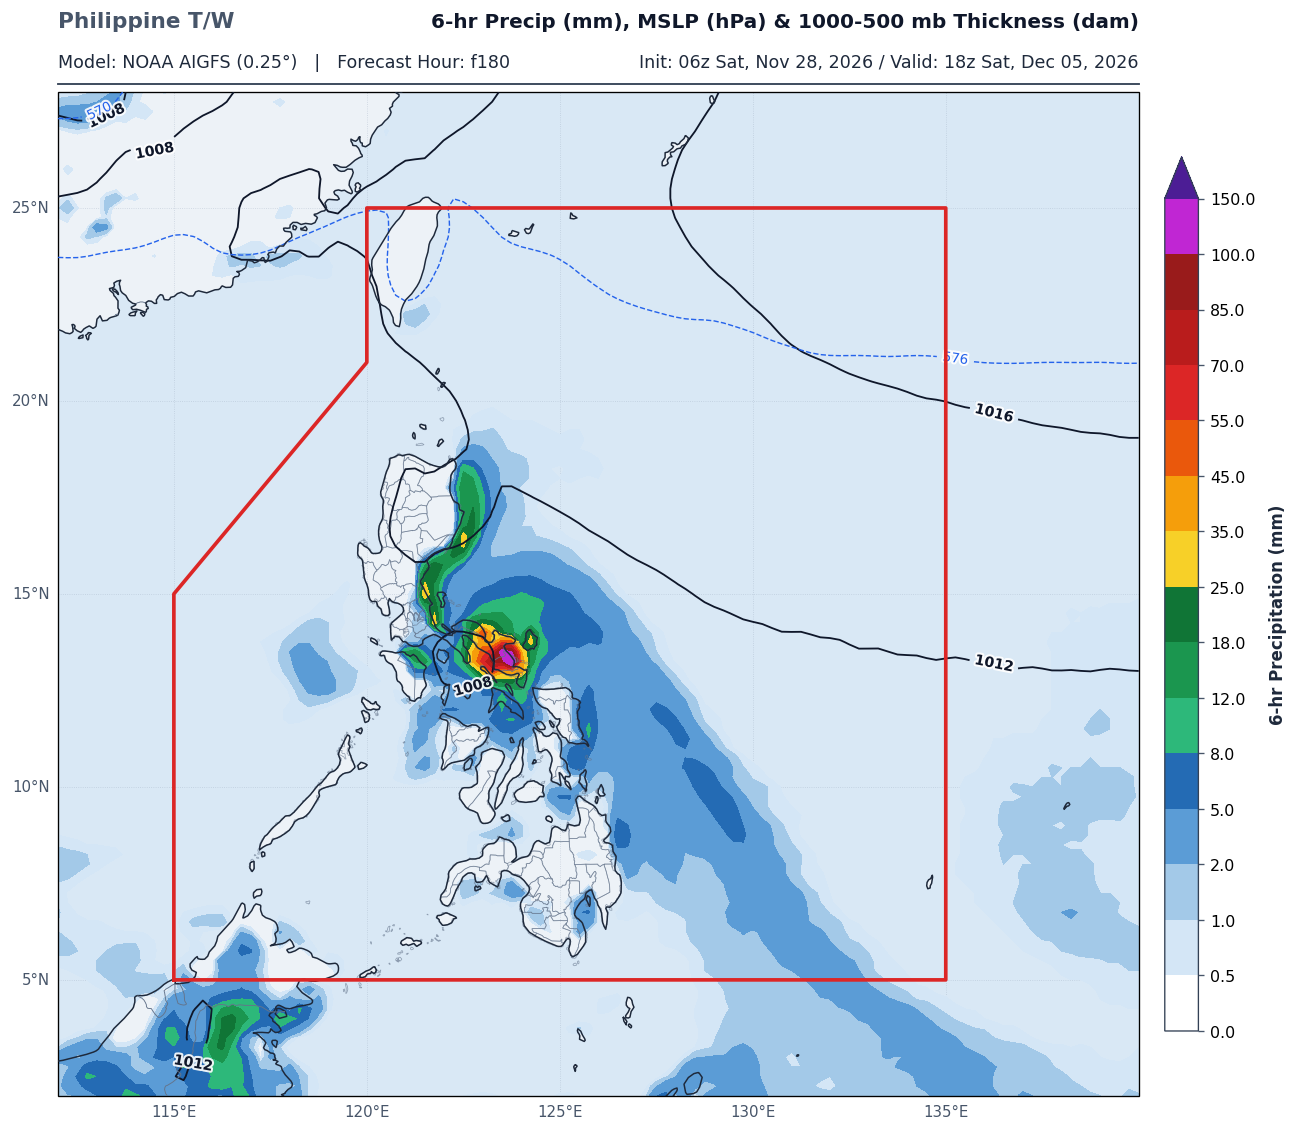 Philippine T/W
6-hr Precip (mm), MSLP (hPa) & 1000-500 mb Thickness (dam)
Model: NOAA AIGFS (0.25°) | Forecast Hour: f180
Init: 06z Sat, Nov 28, 2026 / Valid: 18z Sat, Dec 05, 2026
570
1008
1008
576
1016
1012
1008
1012
25°N
20°N
15°N
10°N
5°N
115°E
120°E
125°E
130°E
135°E
150.0
100.0
85.0
70.0
55.0
45.0
35.0
25.0
18.0
12.0
8.0
5.0
2.0
1.0
0.5
0.0
6-hr Precipitation (mm)